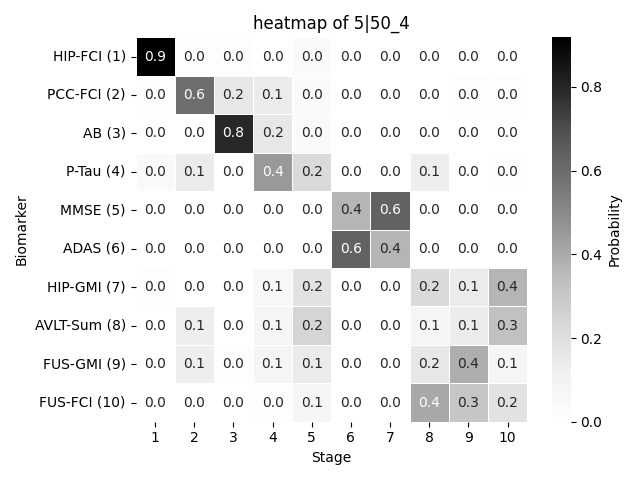 heatmap of 5|50_4
HIP-FCI (1) 0.9 0.0 0.0 0.0 0.0 0.0 0.0 0.0 0.0 0.0
PCC-FCI (2) 0.0 0.6 0.2 0.1 0.0 0.0 0.0 0.0 0.0 0.0
AB (3) 0.0 0.0 0.8 0.2 0.0 0.0 0.0 0.0 0.0 0.0
P-Tau (4) 0.0 0.1 0.0 0.4 0.2 0.0 0.0 0.1 0.0 0.0
MMSE (5) 0.0 0.0 0.0 0.0 0.0 0.4 0.6 0.0 0.0 0.0
ADAS (6) 0.0 0.0 0.0 0.0 0.0 0.6 0.4 0.0 0.0 0.0
HIP-GMI (7) 0.0 0.0 0.0 0.1 0.2 0.0 0.0 0.2 0.1 0.4
AVLT-Sum (8) 0.0 0.1 0.0 0.1 0.2 0.0 0.0 0.1 0.1 0.3
FUS-GMI (9) 0.0 0.1 0.0 0.1 0.1 0.0 0.0 0.2 0.4 0.1
FUS-FCI (10) 0.0 0.0 0.0 0.0 0.1 0.0 0.0 0.4 0.3 0.2
1 2 3 4 5 6 7 8 9 10
Stage
Biomarker
0.8
0.6
0.4
0.2
0.0
Probability